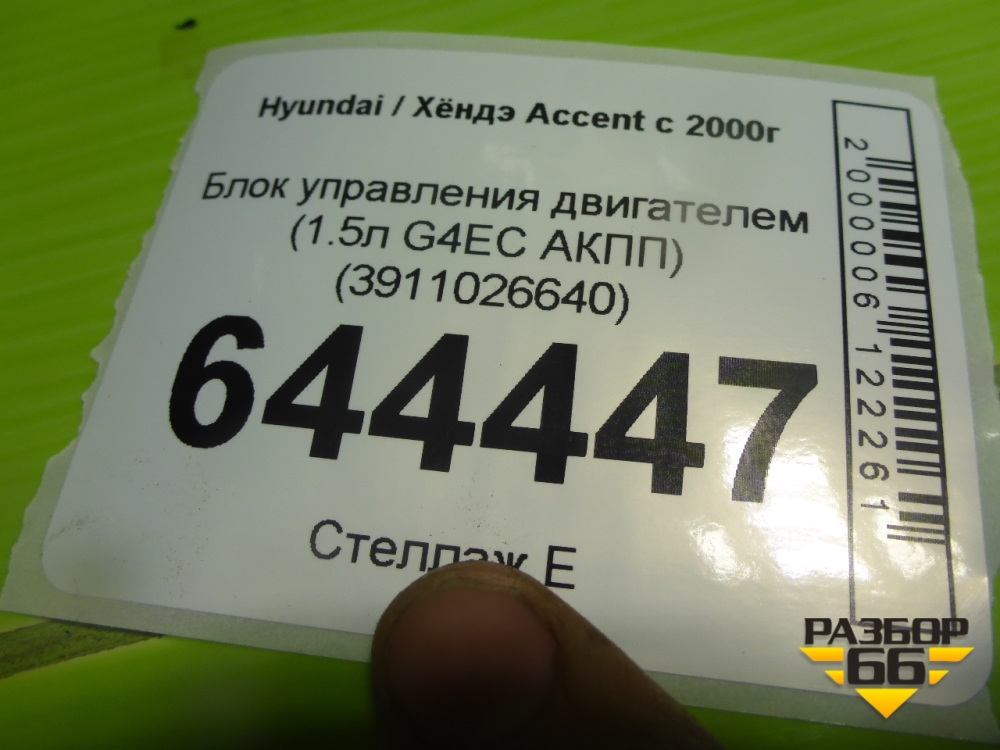 Hyundai / Хёндэ Accent с 2000г
Блок управления двигателем
(1.5л G4EC АКПП)
(3911026640)
644447
Стеллаж Е
2000006122261
РАЗБОР
66